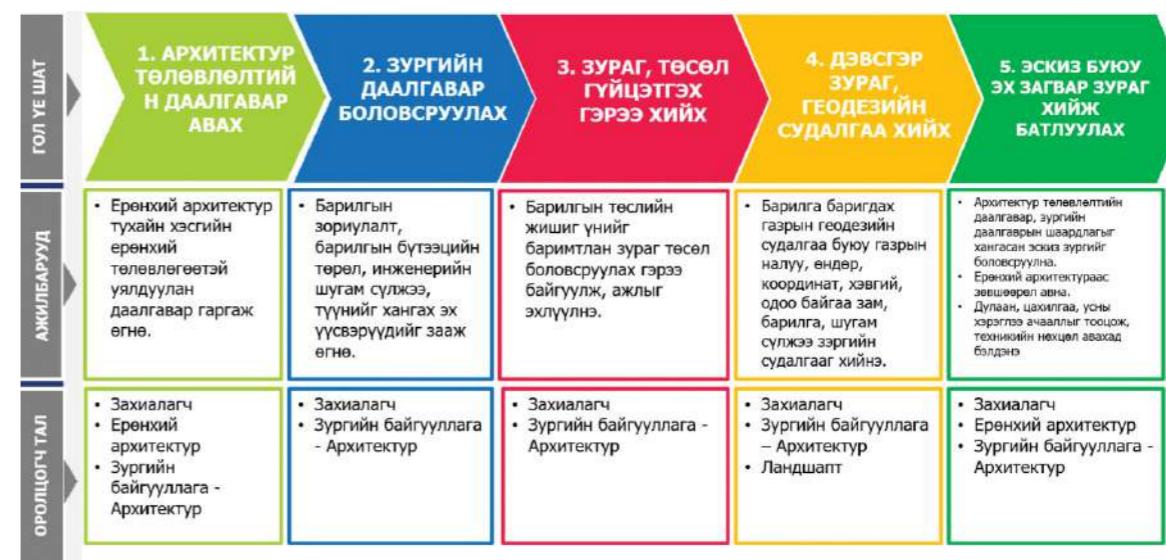 ГОЛ ҮЕ ШАТ
1. АРХИТЕКТУР
ТӨЛӨВЛӨЛТИЙ
Н ДААЛГАВАР
АВАХ
2. ЗУРГИЙН
ДААЛГАВАР
БОЛОВСРУУЛАХ
3. ЗУРАГ, ТӨСӨЛ
ГҮЙЦЭТГЭХ
ГЭРЭЭ ХИЙХ
4. ДЭВСГЭР
ЗУРАГ,
ГЕОДЕЗИЙН
СУДАЛГАА ХИЙХ
5. ЭСКИЗ БУЮУ
ЭХ ЗАГВАР ЗУРАГ
ХИЙЖ
БАТЛУУЛАХ
АЖИЛБАРУУД
• Ерөнхий архитектур
тухайн хэсгийн
ерөнхий
төлөвлөгөөтэй
уялдуулан
даалгавар гаргаж
өгнө.
• Барилгын
зориулалт,
барилгын бүтээцийн
төрөл, инженерийн
шугам сүлжээ,
түүнийг хангах эх
үүсвэрүүдийг зааж
өгнө.
• Барилгын төслийн
жишиг үнийг
баримтлан зураг төсөл
боловсруулах гэрээ
байгуулж, ажлыг
эхлүүлнэ.
• Барилга баригдах
газрын геодезийн
судалгаа буюу газрын
налуу, өндөр,
координат, хэвгий,
одоо байгаа зам,
барилга, шугам
сүлжээ зэргийн
судалгааг хийнэ.
• Архитектур төлөвлөлтийн
даалгавар, зургийн
даалгаврын шаардлагыг
хангасан эскиз зургийг
боловсруулна.
• Ерөнхий архитектураас
зөвшөөрөл авна.
• Дулаан, цахилгаа, усны
хэрэглээ ачааллыг тооцож,
техникийн нөхцөл авахад
бэлдэнэ
ОРОЛЦОГЧ ТАЛ
• Захиалагч
• Ерөнхий
архитектур
• Зургийн
байгууллага -
Архитектур
• Захиалагч
• Зургийн байгууллага
- Архитектур
• Захиалагч
• Зургийн байгууллага -
Архитектур
• Захиалагч
• Зургийн байгууллага
– Архитектур
• Ландшапт
• Захиалагч
• Ерөнхий архитектур
• Зургийн байгууллага -
Архитектур